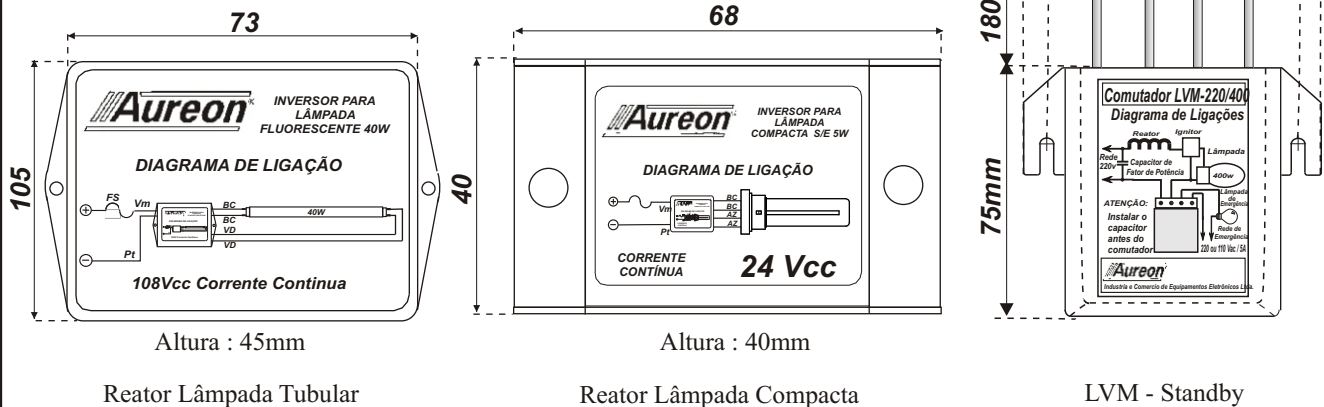 73
105
Aureon
INVERSOR PARA
LÂMPADA
FLUORESCENTE 40W
DIAGRAMA DE LIGAÇÃO
FS
Vm
Pt
BC
BC
VD
VD
40W
108Vcc Corrente Continua
Altura : 45mm
Reator Lâmpada Tubular
68
40
Aureon
INVERSOR PARA
LÂMPADA
COMPACTA S/E 5W
DIAGRAMA DE LIGAÇÃO
Vm
Pt
BC
BC
AZ
AZ
CORRENTE
CONTÍNUA
24 Vcc
Altura : 40mm
Reator Lâmpada Compacta
180
75mm
Comutador LVM-220/400
Diagrama de Ligações
Reator
Ignitor
Lâmpada
Rede
220v
Capacitor de
Fator de Potência
400w
Lâmpada
de
Emergência
ATENÇÃO:
Instalar o
capacitor
antes do
comutador
Rede de
Emergência
220 ou 110 Vac / 5A
Aureon
Industria e Comercio de Equipamentos Eletrônicos Ltda.
LVM - Standby